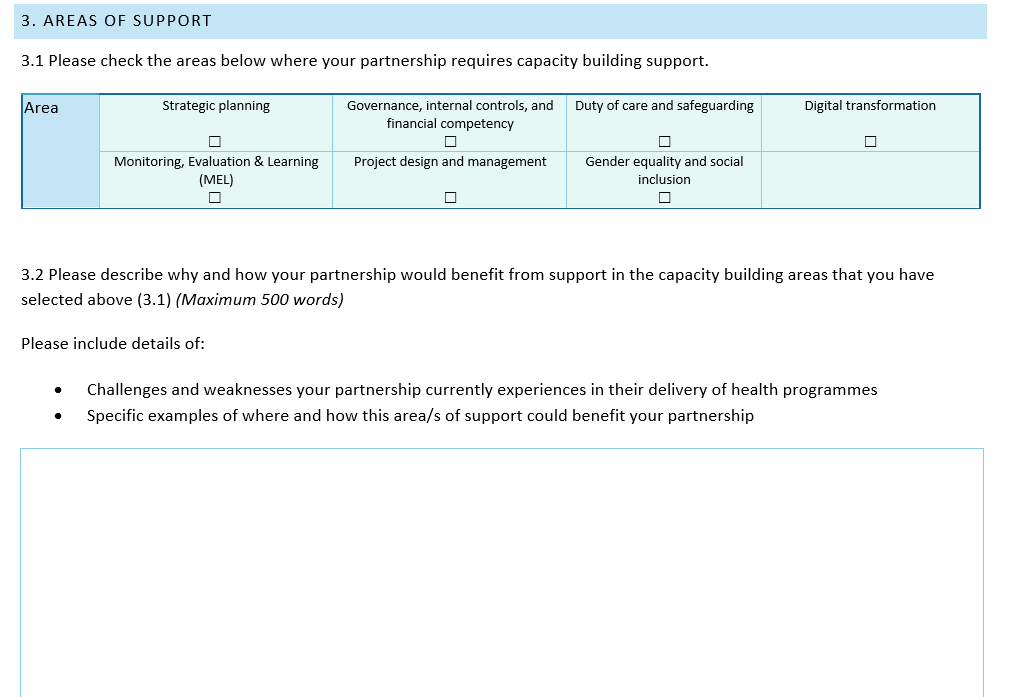 3. AREAS OF SUPPORT
3.1 Please check the areas below where your partnership requires capacity building support.
Area
Strategic planning
☐
Governance, internal controls, and
financial competency
☐
Duty of care and safeguarding
☐
Digital transformation
☐
Monitoring, Evaluation & Learning
(MEL)
☐
Project design and management
☐
Gender equality and social
inclusion
☐
3.2 Please describe why and how your partnership would benefit from support in the capacity building areas that you have
selected above (3.1) (Maximum 500 words)
Please include details of:
• Challenges and weaknesses your partnership currently experiences in their delivery of health programmes
• Specific examples of where and how this area/s of support could benefit your partnership